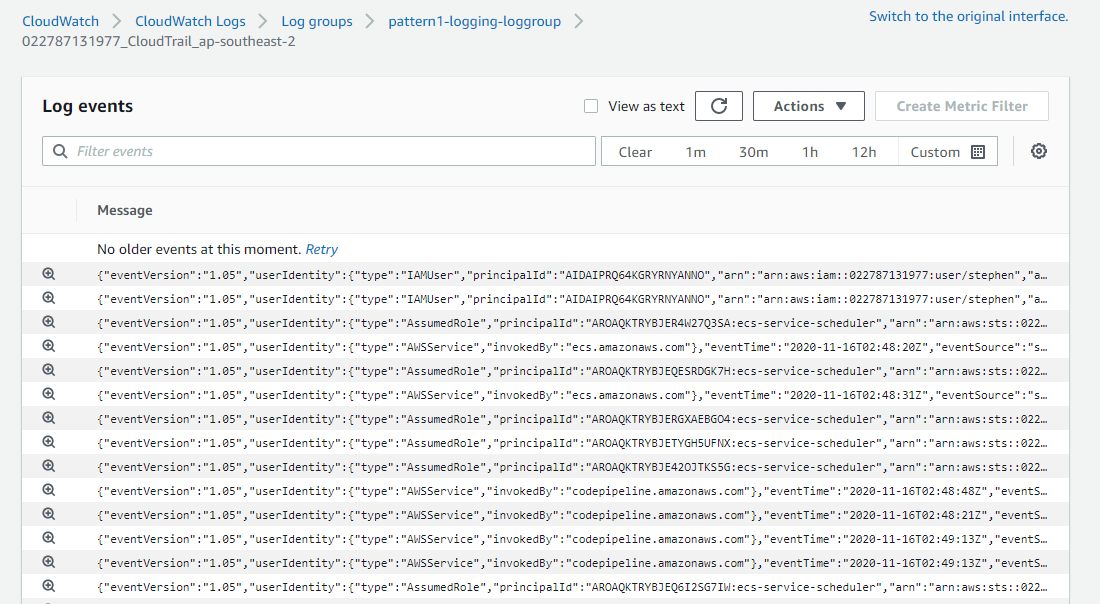 CloudWatch > CloudWatch Logs > Log groups > pattern1-logging-loggroup >
Switch to the original interface.
022787131977_CloudTrail_ap-southeast-2
Log events
View as text
Actions
Create Metric Filter
Filter events
Clear 1m 30m 1h 12h Custom
Message
No older events at this moment. Retry
{"eventVersion":"1.05","userIdentity":{"type":"IAMUser","principalId":"AIDAIPRQ64KGRYRNYANNO","arn":"arn:aws:iam::022787131977:user/stephen","a…
{"eventVersion":"1.05","userIdentity":{"type":"IAMUser","principalId":"AIDAIPRQ64KGRYRNYANNO","arn":"arn:aws:iam::022787131977:user/stephen","a…
{"eventVersion":"1.05","userIdentity":{"type":"AssumedRole","principalId":"AROAQKTRYBJER4W27Q3SA:ecs-service-scheduler","arn":"arn:aws:sts::022…
{"eventVersion":"1.05","userIdentity":{"type":"AWSService","invokedBy":"ecs.amazonaws.com"},"eventTime":"2020-11-16T02:48:20Z","eventSource":"s…
{"eventVersion":"1.05","userIdentity":{"type":"AssumedRole","principalId":"AROAQKTRYBJEQESRDGK7H:ecs-service-scheduler","arn":"arn:aws:sts::022…
{"eventVersion":"1.05","userIdentity":{"type":"AWSService","invokedBy":"ecs.amazonaws.com"},"eventTime":"2020-11-16T02:48:31Z","eventSource":"s…
{"eventVersion":"1.05","userIdentity":{"type":"AssumedRole","principalId":"AROAQKTRYBJERGXAEBGO4:ecs-service-scheduler","arn":"arn:aws:sts::022…
{"eventVersion":"1.05","userIdentity":{"type":"AssumedRole","principalId":"AROAQKTRYBJETYGH5UFNX:ecs-service-scheduler","arn":"arn:aws:sts::022…
{"eventVersion":"1.05","userIdentity":{"type":"AssumedRole","principalId":"AROAQKTRYBJE42OJTKS5G:ecs-service-scheduler","arn":"arn:aws:sts::022…
{"eventVersion":"1.05","userIdentity":{"type":"AWSService","invokedBy":"codepipeline.amazonaws.com"},"eventTime":"2020-11-16T02:48:48Z","eventS…
{"eventVersion":"1.05","userIdentity":{"type":"AWSService","invokedBy":"codepipeline.amazonaws.com"},"eventTime":"2020-11-16T02:48:21Z","eventS…
{"eventVersion":"1.05","userIdentity":{"type":"AWSService","invokedBy":"codepipeline.amazonaws.com"},"eventTime":"2020-11-16T02:49:13Z","eventS…
{"eventVersion":"1.05","userIdentity":{"type":"AWSService","invokedBy":"codepipeline.amazonaws.com"},"eventTime":"2020-11-16T02:49:13Z","eventS…
{"eventVersion":"1.05","userIdentity":{"type":"AssumedRole","principalId":"AROAQKTRYBJEQ6I2SG7IW:ecs-service-scheduler","arn":"arn:aws:sts::022…